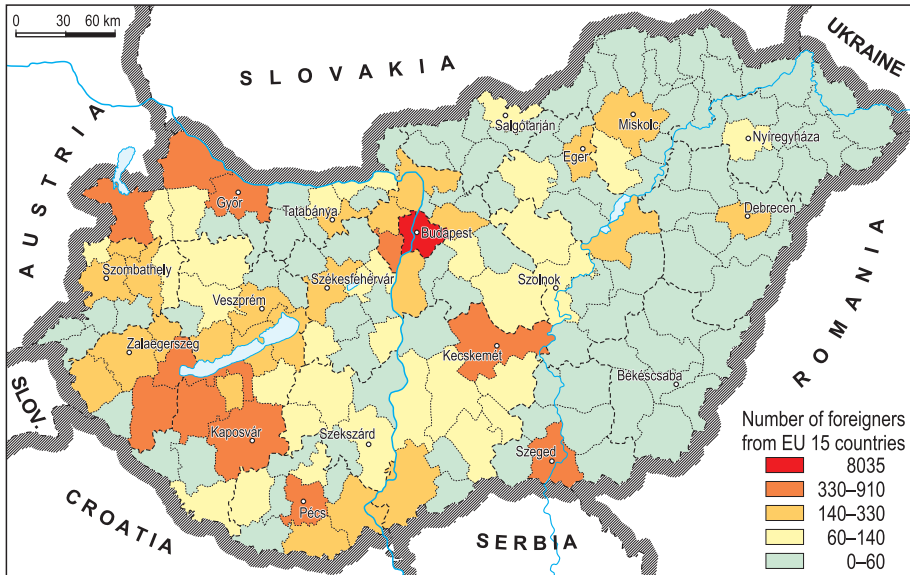 0 30 60 km
SLOVAKIA
UKRAINE
AUSTRIA
Salgótarján
Miskolc
Nyíregyháza
Eger
Győr
Tatabánya
Debrecen
Budapest
Szombathely
Székesfehérvár
Szolnok
Veszprém
Zalaegerszeg
Kecskemét
ROMANIA
Békéscsaba
SLOV.
Kaposvár
Szekszárd
Szeged
Pécs
CROATIA
SERBIA
Number of foreigners
from EU 15 countries
8035
330–910
140–330
60–140
0–60